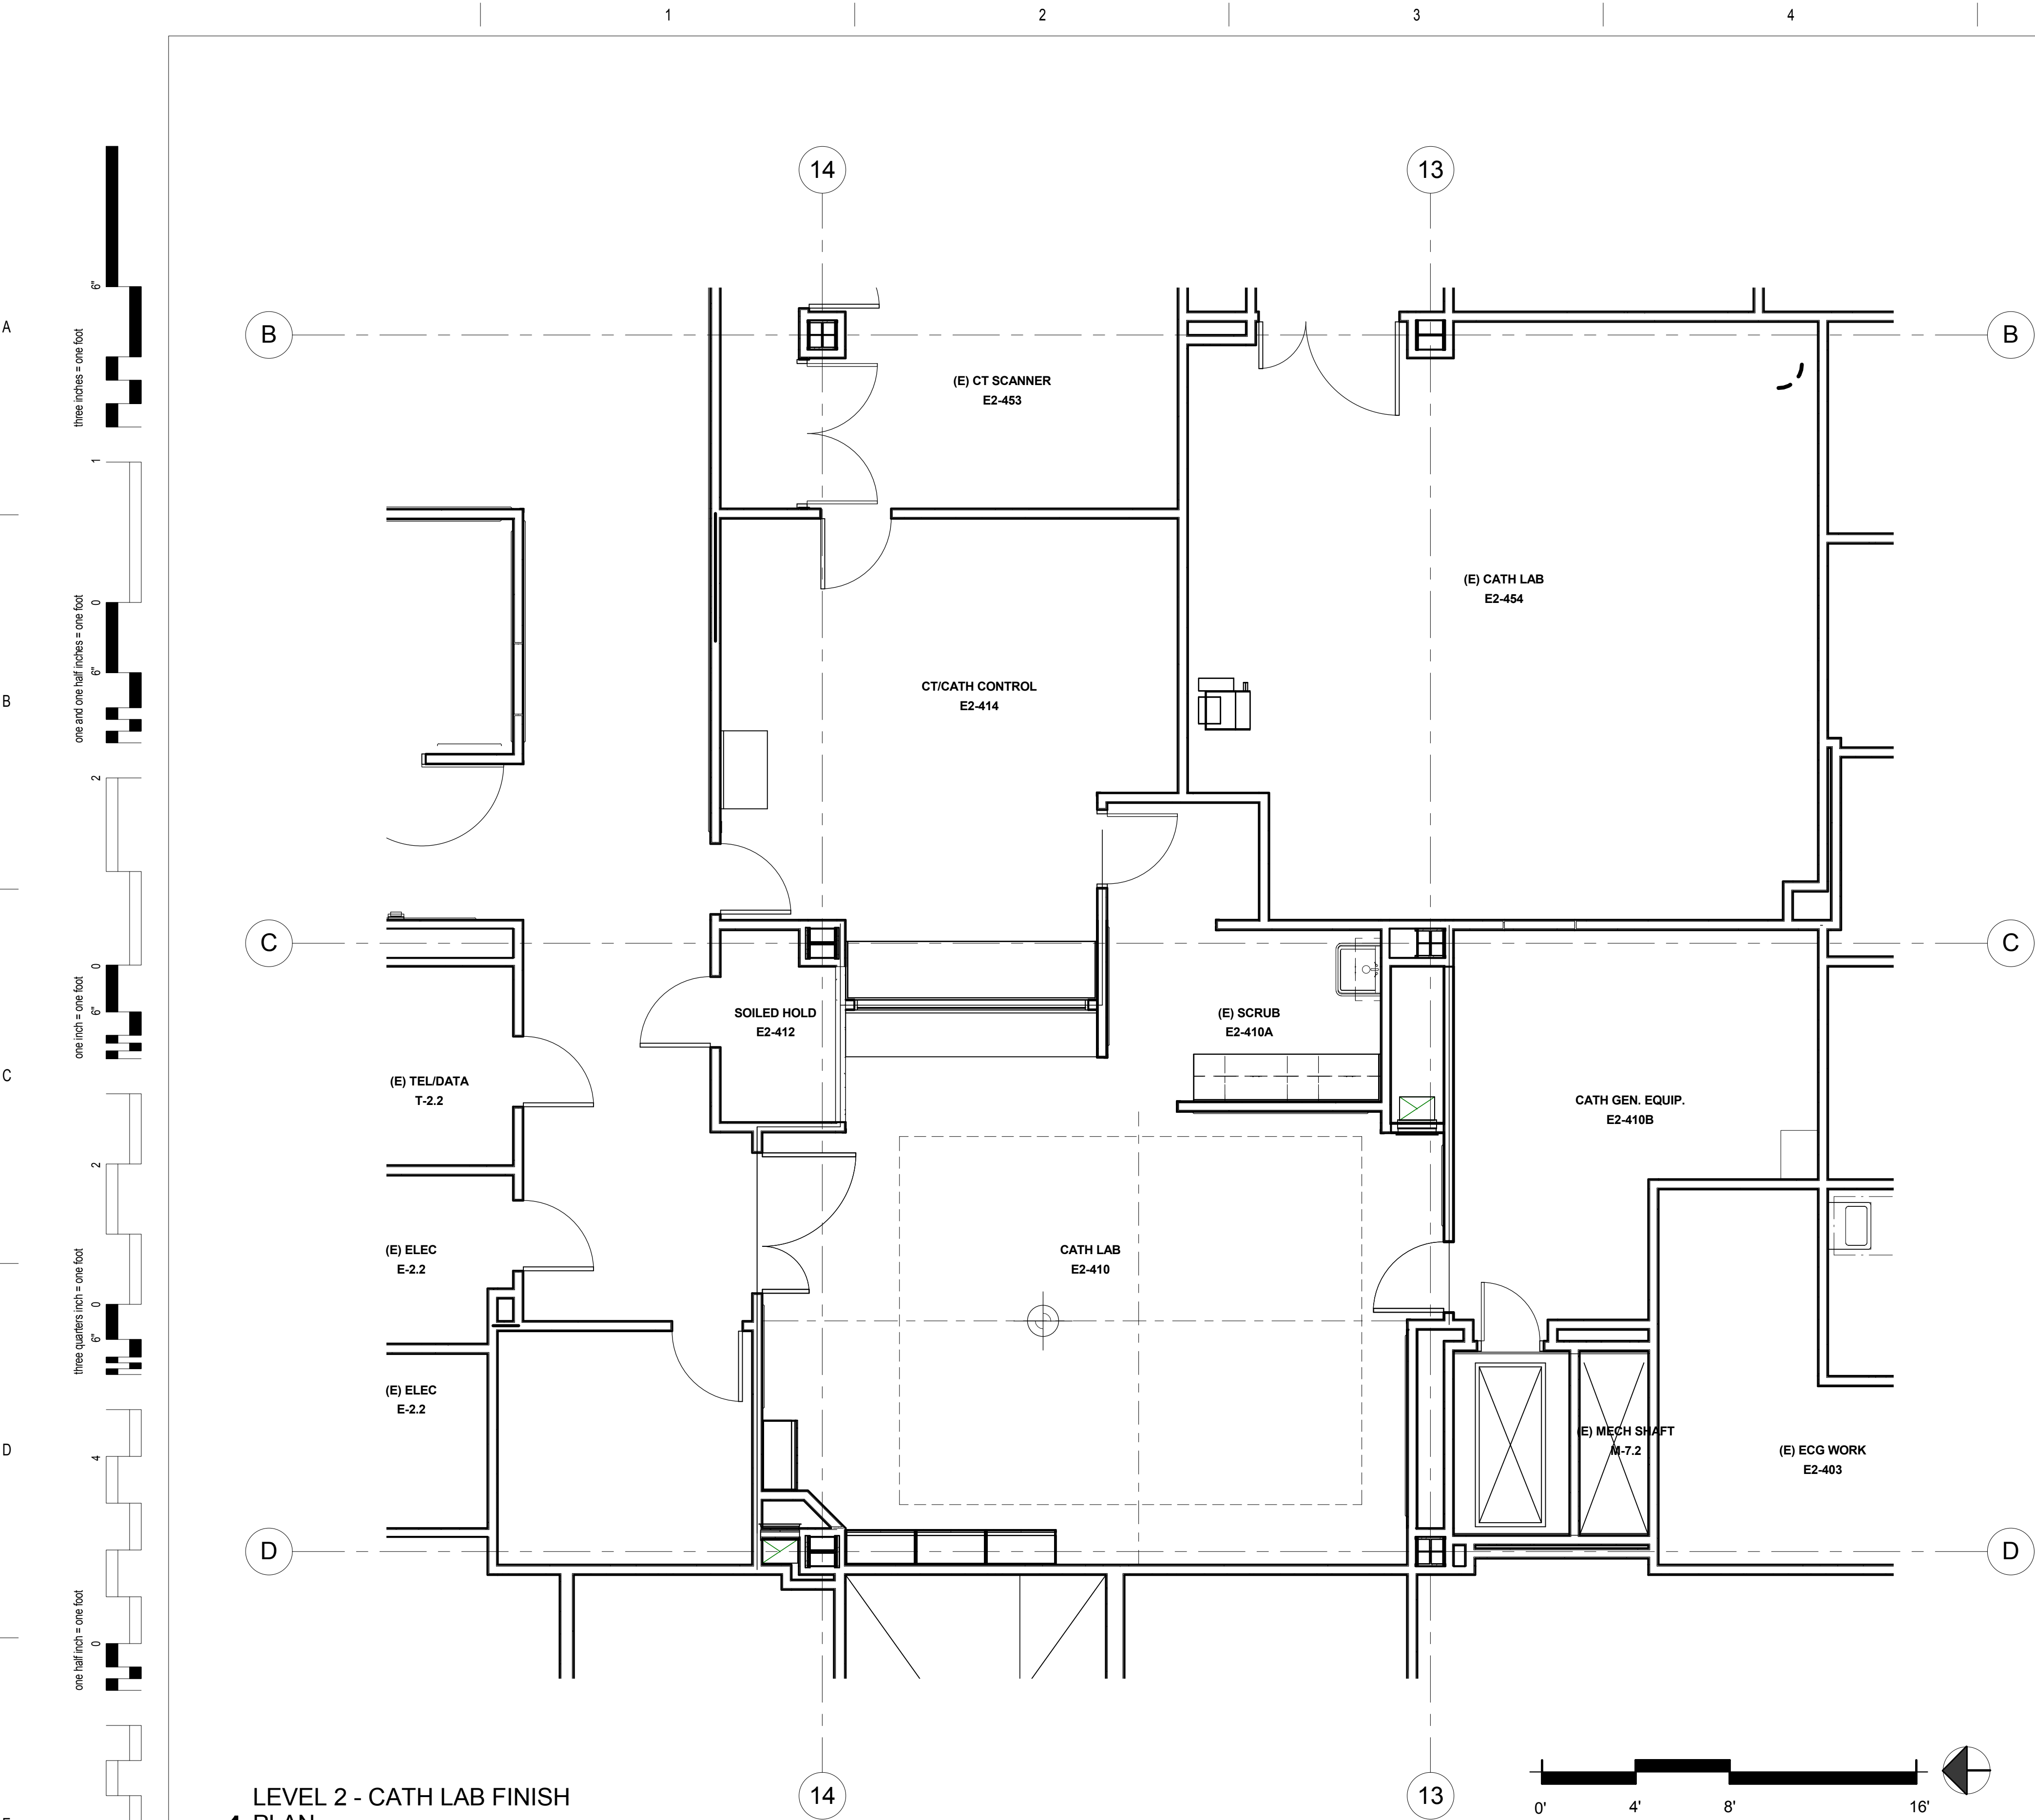 1
2
3
4
14
13
6"
A
three inches = one foot
B
B
(E) CT SCANNER
E2-453
1
(E) CATH LAB
E2-454
0
one and one half inches = one foot
6"
B
CT/CATH CONTROL
E2-414
2
C
C
0
one inch = one foot
6"
SOILED HOLD
E2-412
(E) SCRUB
E2-410A
C
(E) TEL/DATA
T-2.2
CATH GEN. EQUIP.
E2-410B
2
(E) ELEC
E-2.2
CATH LAB
E2-410
three quarters inch = one foot
0
6"
(E) ELEC
E-2.2
D
4
(E) MECH SHAFT
M-7.2
(E) ECG WORK
E2-403
D
D
one half inch = one foot
0
LEVEL 2 - CATH LAB FINISH
PLAN
14
13
0'
4'
8'
16'